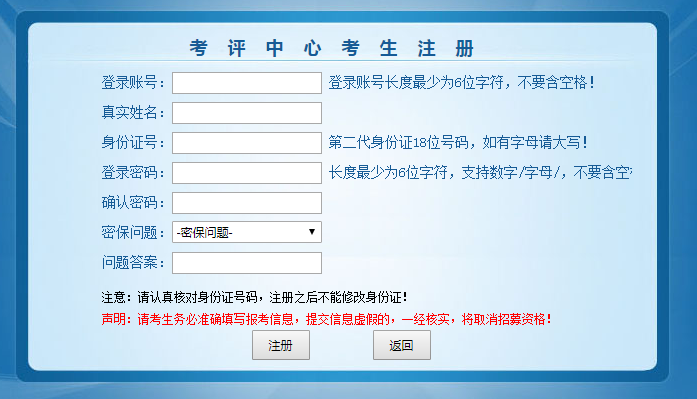 考评中心考生注册
登录账号： 登录账号长度最少为6位字符，不要含空格！
真实姓名：
身份证号： 第二代身份证18位号码，如有字母请大写！
登录密码： 长度最少为6位字符，支持数字/字母/，不要含空
确认密码：
密保问题： -密保问题-
问题答案：
注意：请认真核对身份证号码，注册之后不能修改身份证！
声明：请考生务必准确填写报考信息，提交信息虚假的，一经核实，将取消招募资格！
注册 返回